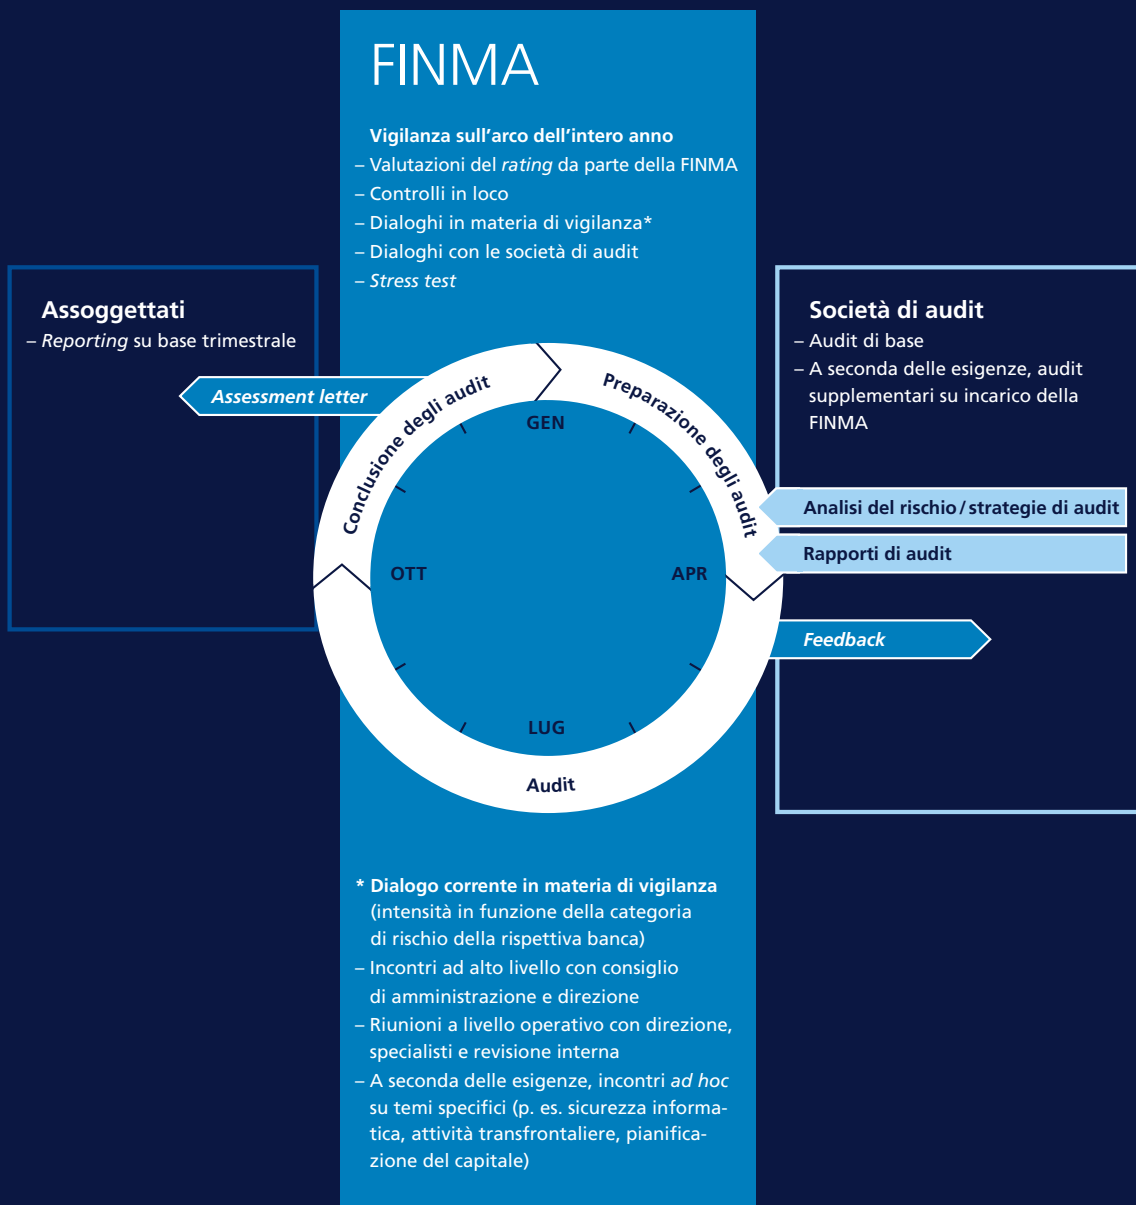 FINMA
Vigilanza sull’arco dell’intero anno
– Valutazioni del rating da parte della FINMA
– Controlli in loco
– Dialoghi in materia di vigilanza*
– Dialoghi con le società di audit
– Stress test
Assoggettati
– Reporting su base trimestrale
Assessment letter
Società di audit
– Audit di base
– A seconda delle esigenze, audit
supplementari su incarico della
FINMA
Analisi del rischio / strategie di audit
Rapporti di audit
Feedback
Conclusione degli audit
Preparazione degli audit
GEN
OTT
APR
LUG
Audit
* Dialogo corrente in materia di vigilanza
(intensità in funzione della categoria
di rischio della rispettiva banca)
– Incontri ad alto livello con consiglio
di amministrazione e direzione
– Riunioni a livello operativo con direzione,
specialisti e revisione interna
– A seconda delle esigenze, incontri ad hoc
su temi specifici (p. es. sicurezza informa-
tica, attività transfrontaliere, pianifica-
zione del capitale)